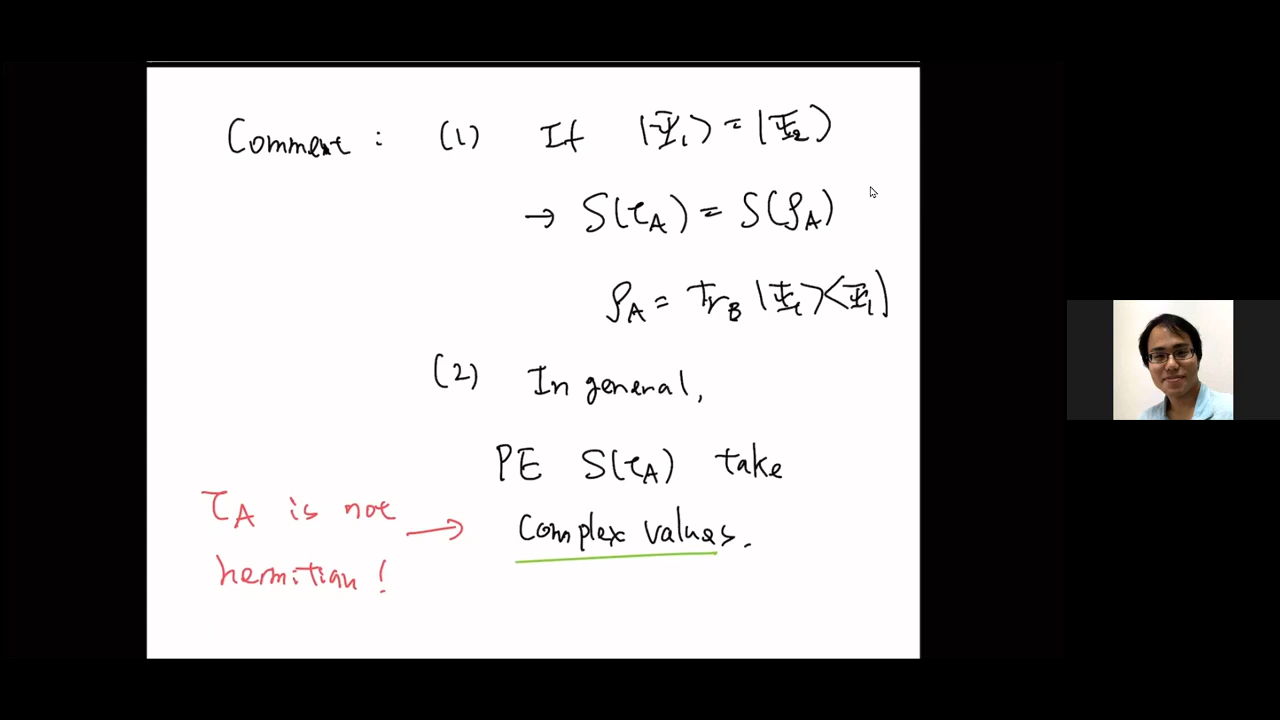 Comment : (1) If |Ψ₁⟩ = |Ψ₂⟩
→ S(τ_A) = S(ρ_A)
ρ_A = Tr_B |Ψ₁⟩⟨Ψ₁|
(2) In general,
PE S(τ_A) take
complex values.
τ_A is not →
hermitian !